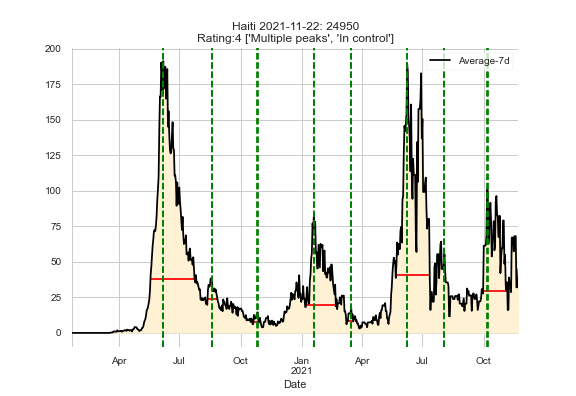 Haiti 2021-11-22: 24950
Rating:4 ['Multiple peaks', 'In control']
200
Average-7d
175
150
125
100
75
50
25
0
Apr Jul Oct Jan Apr Jul Oct
2021
Date